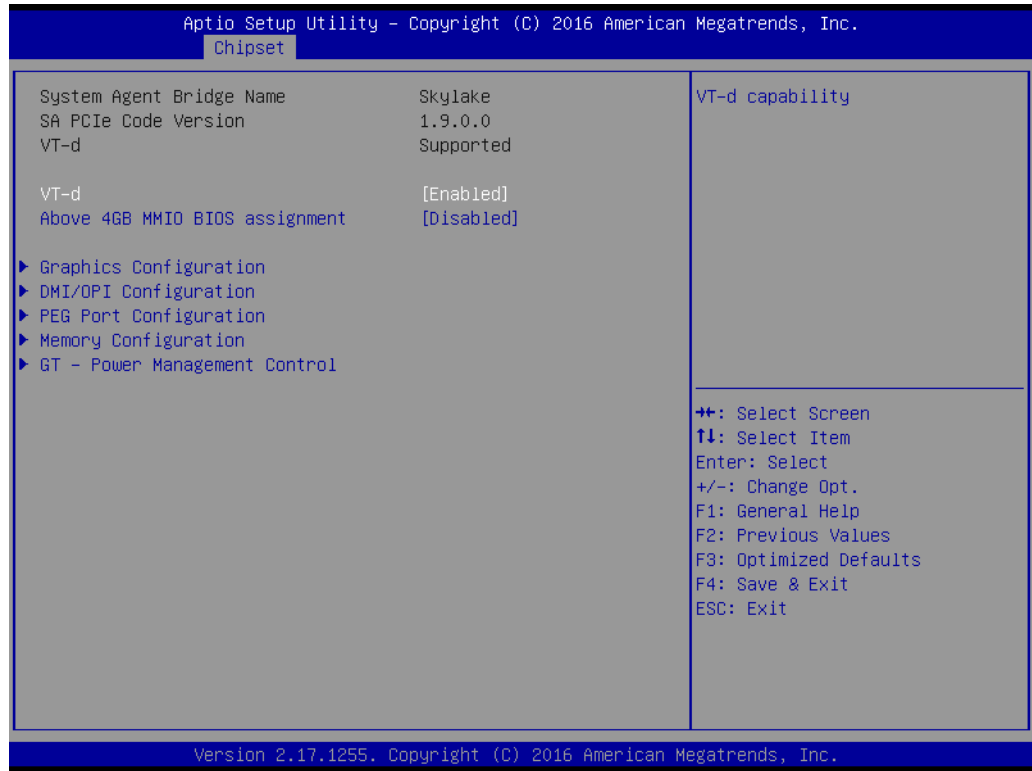 Aptio Setup Utility – Copyright (C) 2016 American Megatrends, Inc.
Chipset
System Agent Bridge Name Skylake
SA PCIe Code Version 1.9.0.0
VT-d Supported
VT-d [Enabled]
Above 4GB MMIO BIOS assignment [Disabled]
▶ Graphics Configuration
▶ DMI/OPI Configuration
▶ PEG Port Configuration
▶ Memory Configuration
▶ GT – Power Management Control
VT-d capability
→←: Select Screen
↑↓: Select Item
Enter: Select
+/-: Change Opt.
F1: General Help
F2: Previous Values
F3: Optimized Defaults
F4: Save & Exit
ESC: Exit
Version 2.17.1255. Copyright (C) 2016 American Megatrends, Inc.